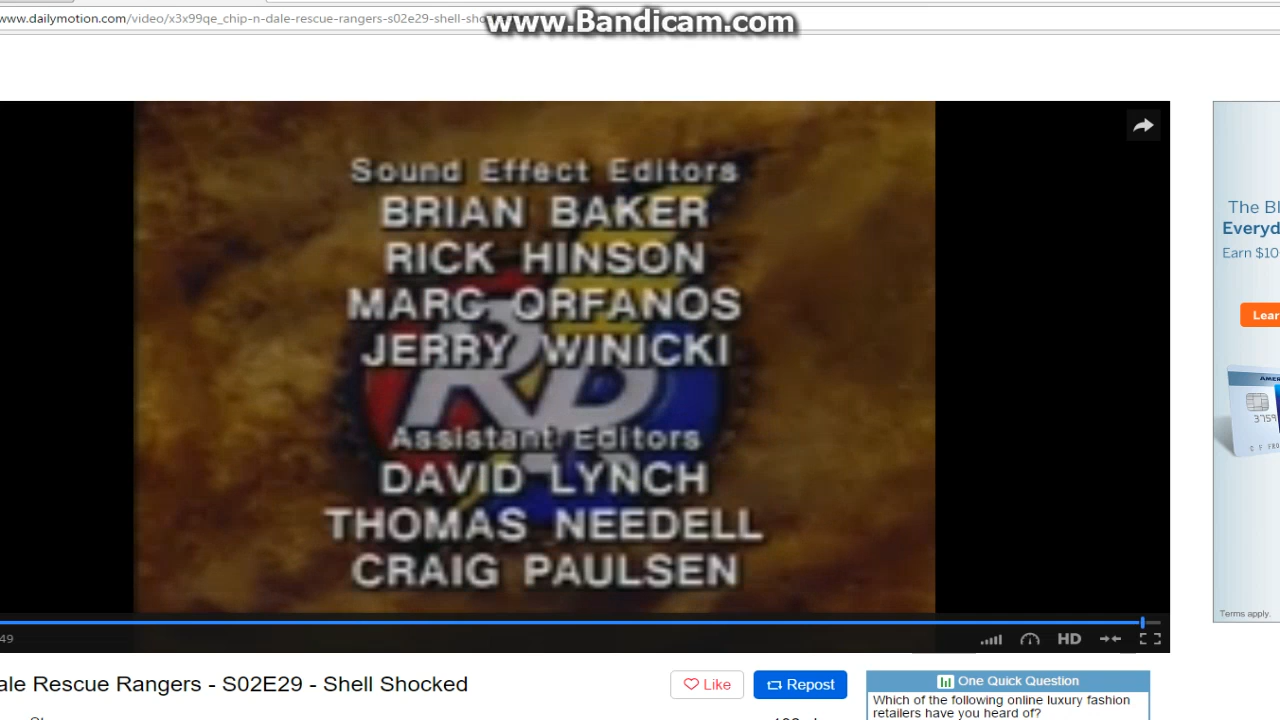 www.dailymotion.com/video/x3x99qe_chip-n-dale-rescue-rangers-s02e29-shell-sho
www.Bandicam.com
Sound Effect Editors
BRIAN BAKER
RICK HINSON
MARC ORFANOS
JERRY WINICKI
RR
Assistant Editors
DAVID LYNCH
THOMAS NEEDELL
CRAIG PAULSEN
The Bl
Everyd
Earn $10
Lear
AMER
3759
Terms apply.
49
HD
ale Rescue Rangers - S02E29 - Shell Shocked
Like
Repost
One Quick Question
Which of the following online luxury fashion
retailers have you heard of?